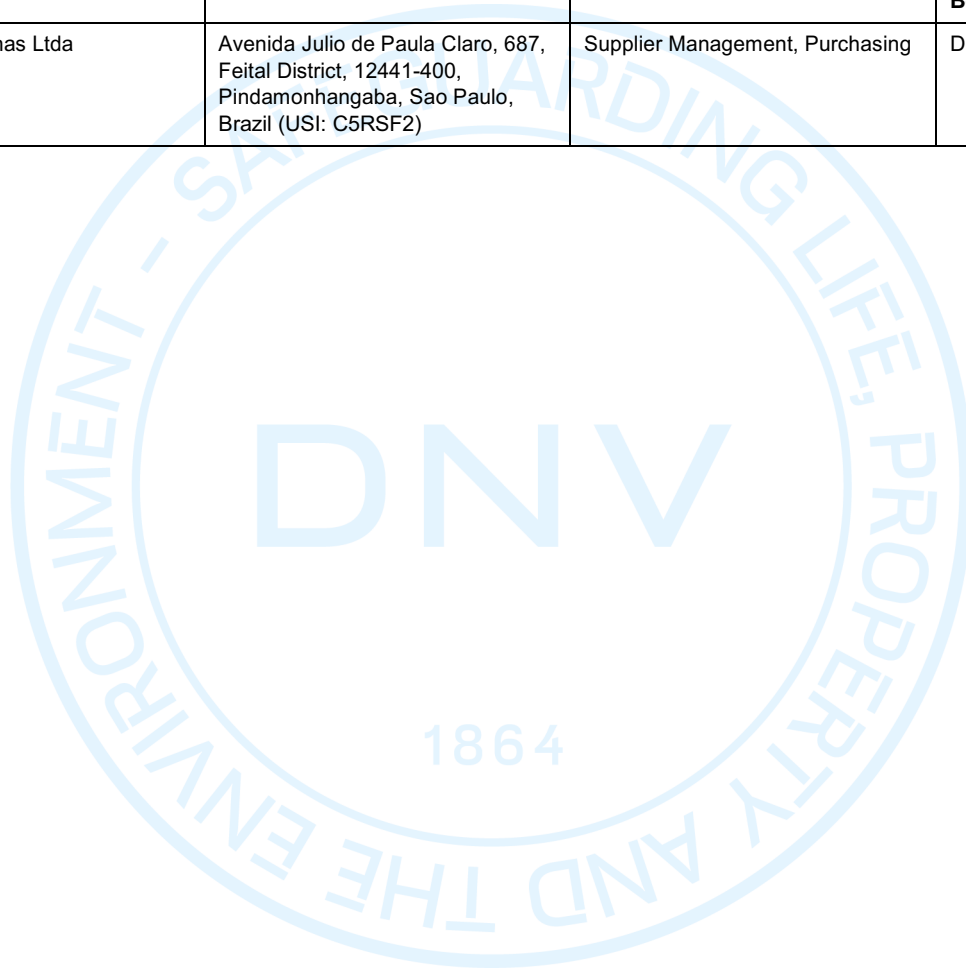 B
nas Ltda
Avenida Julio de Paula Claro, 687,
Feital District, 12441-400,
Pindamonhangaba, Sao Paulo,
Brazil (USI: C5RSF2)
Supplier Management, Purchasing
D
SAFEGUARDING LIFE, PROPERTY AND THE ENVIRONMENT -
DNV
1864